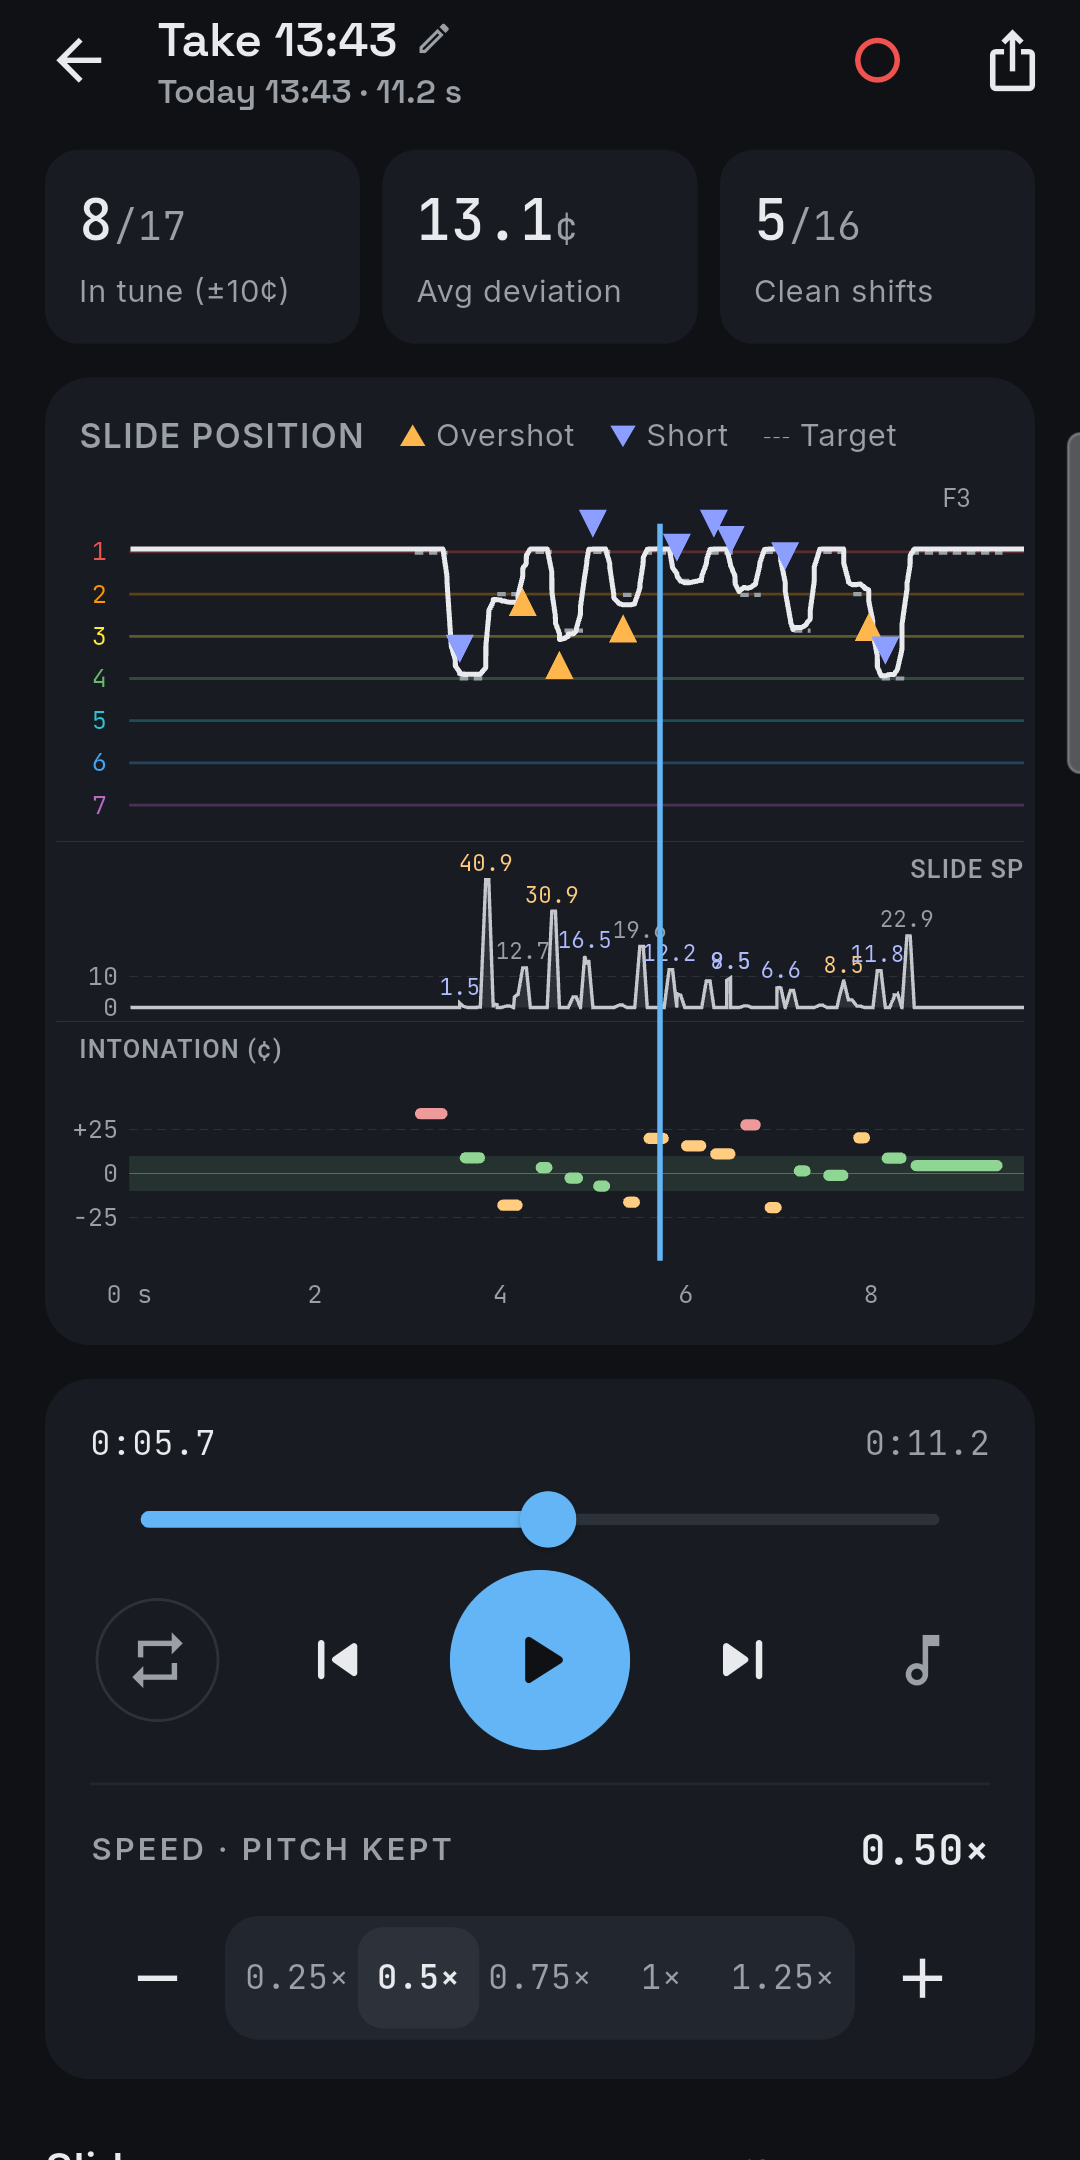 Take 13:43
Today 13:43 · 11.2 s
8/17
In tune (±10¢)
13.1¢
Avg deviation
5/16
Clean shifts
SLIDE POSITION
Overshot
Short
--- Target
F3
1
2
3
4
5
6
7
SLIDE SP
40.9
30.9
22.9
16.5
19.6
12.7
12.2
8.5
6.6
8.5
11.8
1.5
10
0
INTONATION (¢)
+25
0
-25
0 s
2
4
6
8
0:05.7
0:11.2
SPEED · PITCH KEPT
0.50×
0.25×
0.5×
0.75×
1×
1.25×